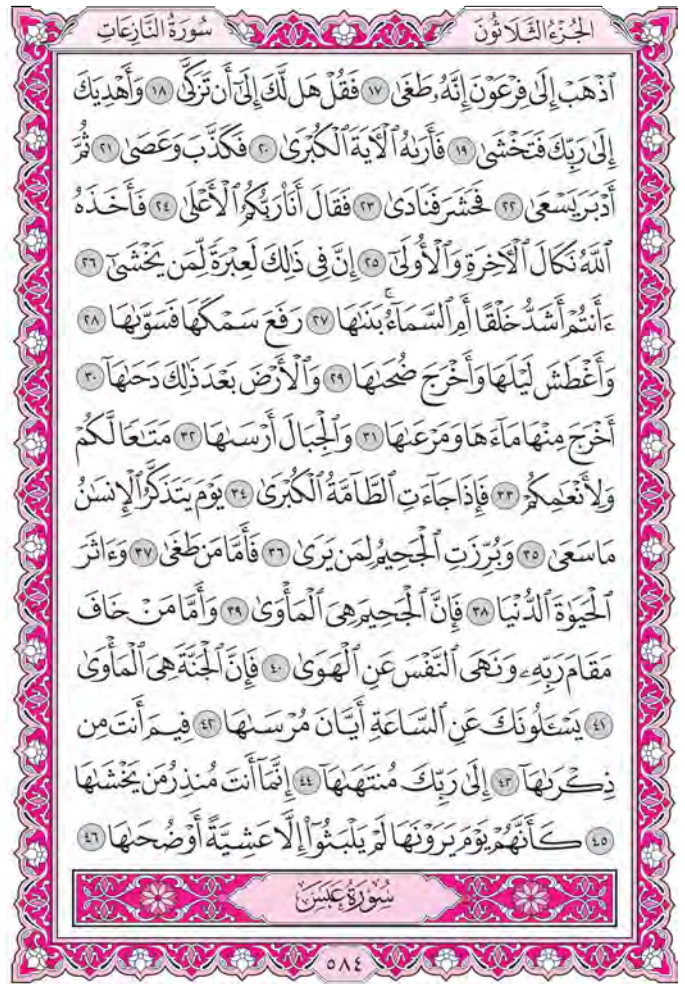 سُورَةُ النَّازِعَاتِ
الجُزْءُ الثَّلَاثُونَ
ٱذْهَبْ إِلَىٰ فِرْعَوْنَ إِنَّهُۥ طَغَىٰ ١٧ فَقُلْ هَل لَّكَ إِلَىٰٓ أَن تَزَكَّىٰ ١٨ وَأَهْدِيَكَ
إِلَىٰ رَبِّكَ فَتَخْشَىٰ ١٩ فَأَرَىٰهُ ٱلْءَايَةَ ٱلْكُبْرَىٰ ٢٠ فَكَذَّبَ وَعَصَىٰ ٢١ ثُمَّ
أَدْبَرَ يَسْعَىٰ ٢٢ فَحَشَرَ فَنَادَىٰ ٢٣ فَقَالَ أَنَا۠ رَبُّكُمُ ٱلْأَعْلَىٰ ٢٤ فَأَخَذَهُ
ٱللَّهُ نَكَالَ ٱلْءَاخِرَةِ وَٱلْأُولَىٰٓ ٢٥ إِنَّ فِى ذَٰلِكَ لَعِبْرَةً لِّمَن يَخْشَىٰٓ ٢٦
ءَأَنتُمْ أَشَدُّ خَلْقًا أَمِ ٱلسَّمَآءُ ۚ بَنَىٰهَا ٢٧ رَفَعَ سَمْكَهَا فَسَوَّىٰهَا ٢٨
وَأَغْطَشَ لَيْلَهَا وَأَخْرَجَ ضُحَىٰهَا ٢٩ وَٱلْأَرْضَ بَعْدَ ذَٰلِكَ دَحَىٰهَآ ٣٠
أَخْرَجَ مِنْهَا مَآءَهَا وَمَرْعَىٰهَا ٣١ وَٱلْجِبَالَ أَرْسَىٰهَا ٣٢ مَتَٰعًا لَّكُمْ
وَلِأَنْعَٰمِكُمْ ٣٣ فَإِذَا جَآءَتِ ٱلطَّآمَّةُ ٱلْكُبْرَىٰ ٣٤ يَوْمَ يَتَذَكَّرُ ٱلْإِنسَٰنُ
مَا سَعَىٰ ٣٥ وَبُرِّزَتِ ٱلْجَحِيمُ لِمَن يَرَىٰ ٣٦ فَأَمَّا مَن طَغَىٰ ٣٧ وَءَاثَرَ
ٱلْحَيَوٰةَ ٱلدُّنْيَا ٣٨ فَإِنَّ ٱلْجَحِيمَ هِىَ ٱلْمَأْوَىٰ ٣٩ وَأَمَّا مَنْ خَافَ
مَقَامَ رَبِّهِۦ وَنَهَى ٱلنَّفْسَ عَنِ ٱلْهَوَىٰ ٤٠ فَإِنَّ ٱلْجَنَّةَ هِىَ ٱلْمَأْوَىٰ
٤١ يَسْـَٔلُونَكَ عَنِ ٱلسَّاعَةِ أَيَّانَ مُرْسَىٰهَا ٤٢ فِيمَ أَنتَ مِن
ذِكْرَىٰهَآ ٤٣ إِلَىٰ رَبِّكَ مُنتَهَىٰهَآ ٤٤ إِنَّمَآ أَنتَ مُنذِرُ مَن يَخْشَىٰهَا
٤٥ كَأَنَّهُمْ يَوْمَ يَرَوْنَهَا لَمْ يَلْبَثُوٓا۟ إِلَّا عَشِيَّةً أَوْ ضُحَىٰهَا ٤٦
سُورَةُ عَبَسَ
٥٨٤